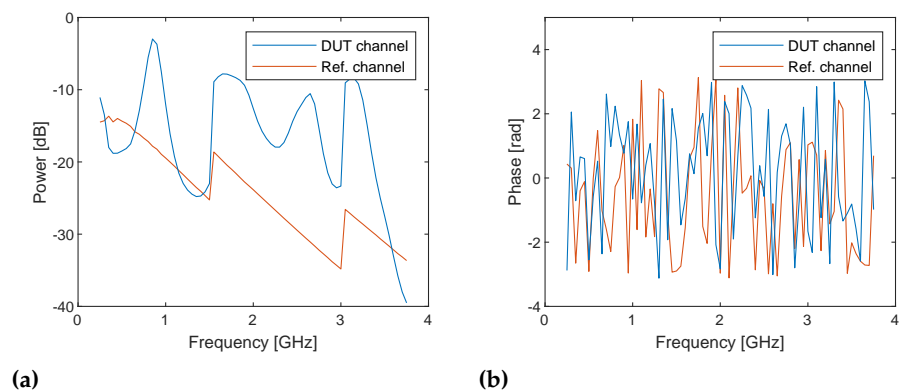 0
-10
-20
-30
-40
0
1
2
3
4
Power [dB]
Frequency [GHz]
DUT channel
Ref. channel
(a)
4
2
0
-2
-4
0
1
2
3
4
Phase [rad]
Frequency [GHz]
DUT channel
Ref. channel
(b)